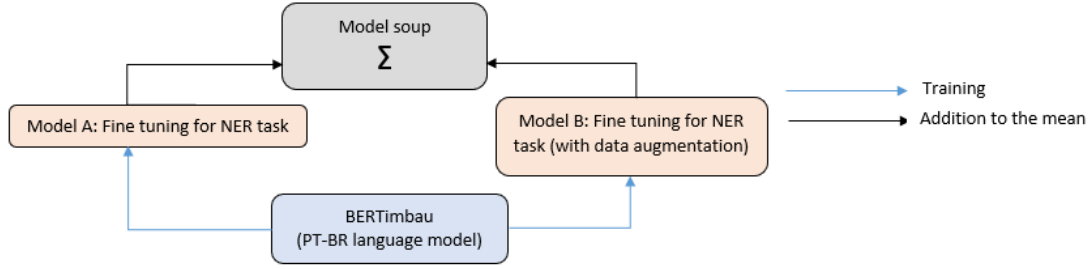 Model soup
Σ
Model A: Fine tuning for NER task
Model B: Fine tuning for NER
task (with data augmentation)
BERTimbau
(PT-BR language model)
Training
Addition to the mean